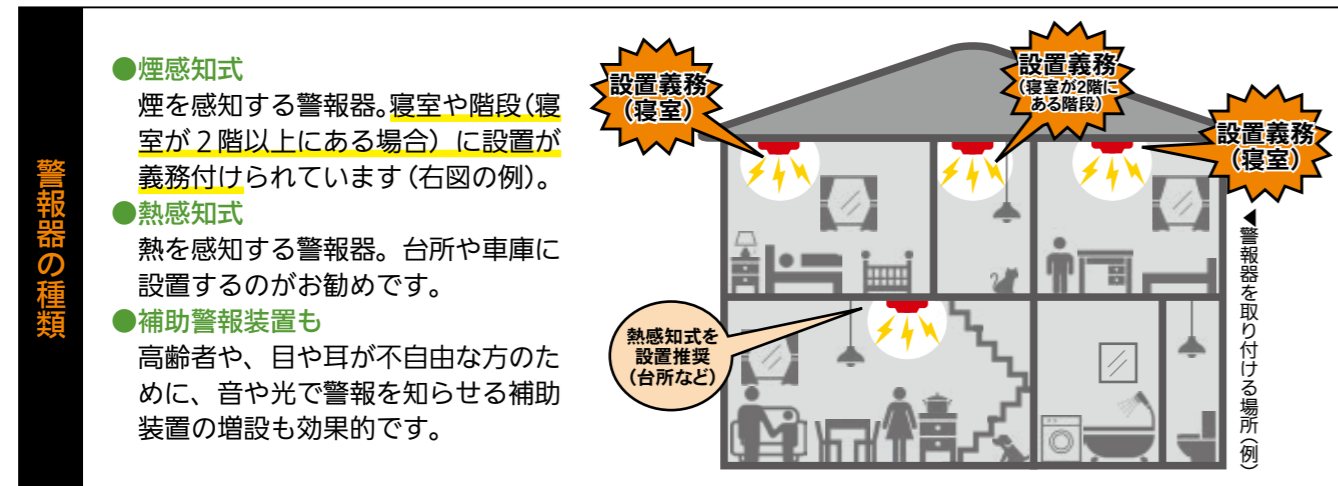 警報器の種類
●煙感知式
煙を感知する警報器。寝室や階段（寝
室が２階以上にある場合）に設置が
義務付けられています（右図の例）。
●熱感知式
熱を感知する警報器。台所や車庫に
設置するのがお勧めです。
●補助警報装置も
高齢者や、目や耳が不自由な方のた
めに、音や光で警報を知らせる補助
装置の増設も効果的です。
設置義務
（寝室）
設置義務
（寝室が2階に
ある階段）
設置義務
（寝室）
熱感知式を
設置推奨
（台所など）
◀警報器を取り付ける場所（例）